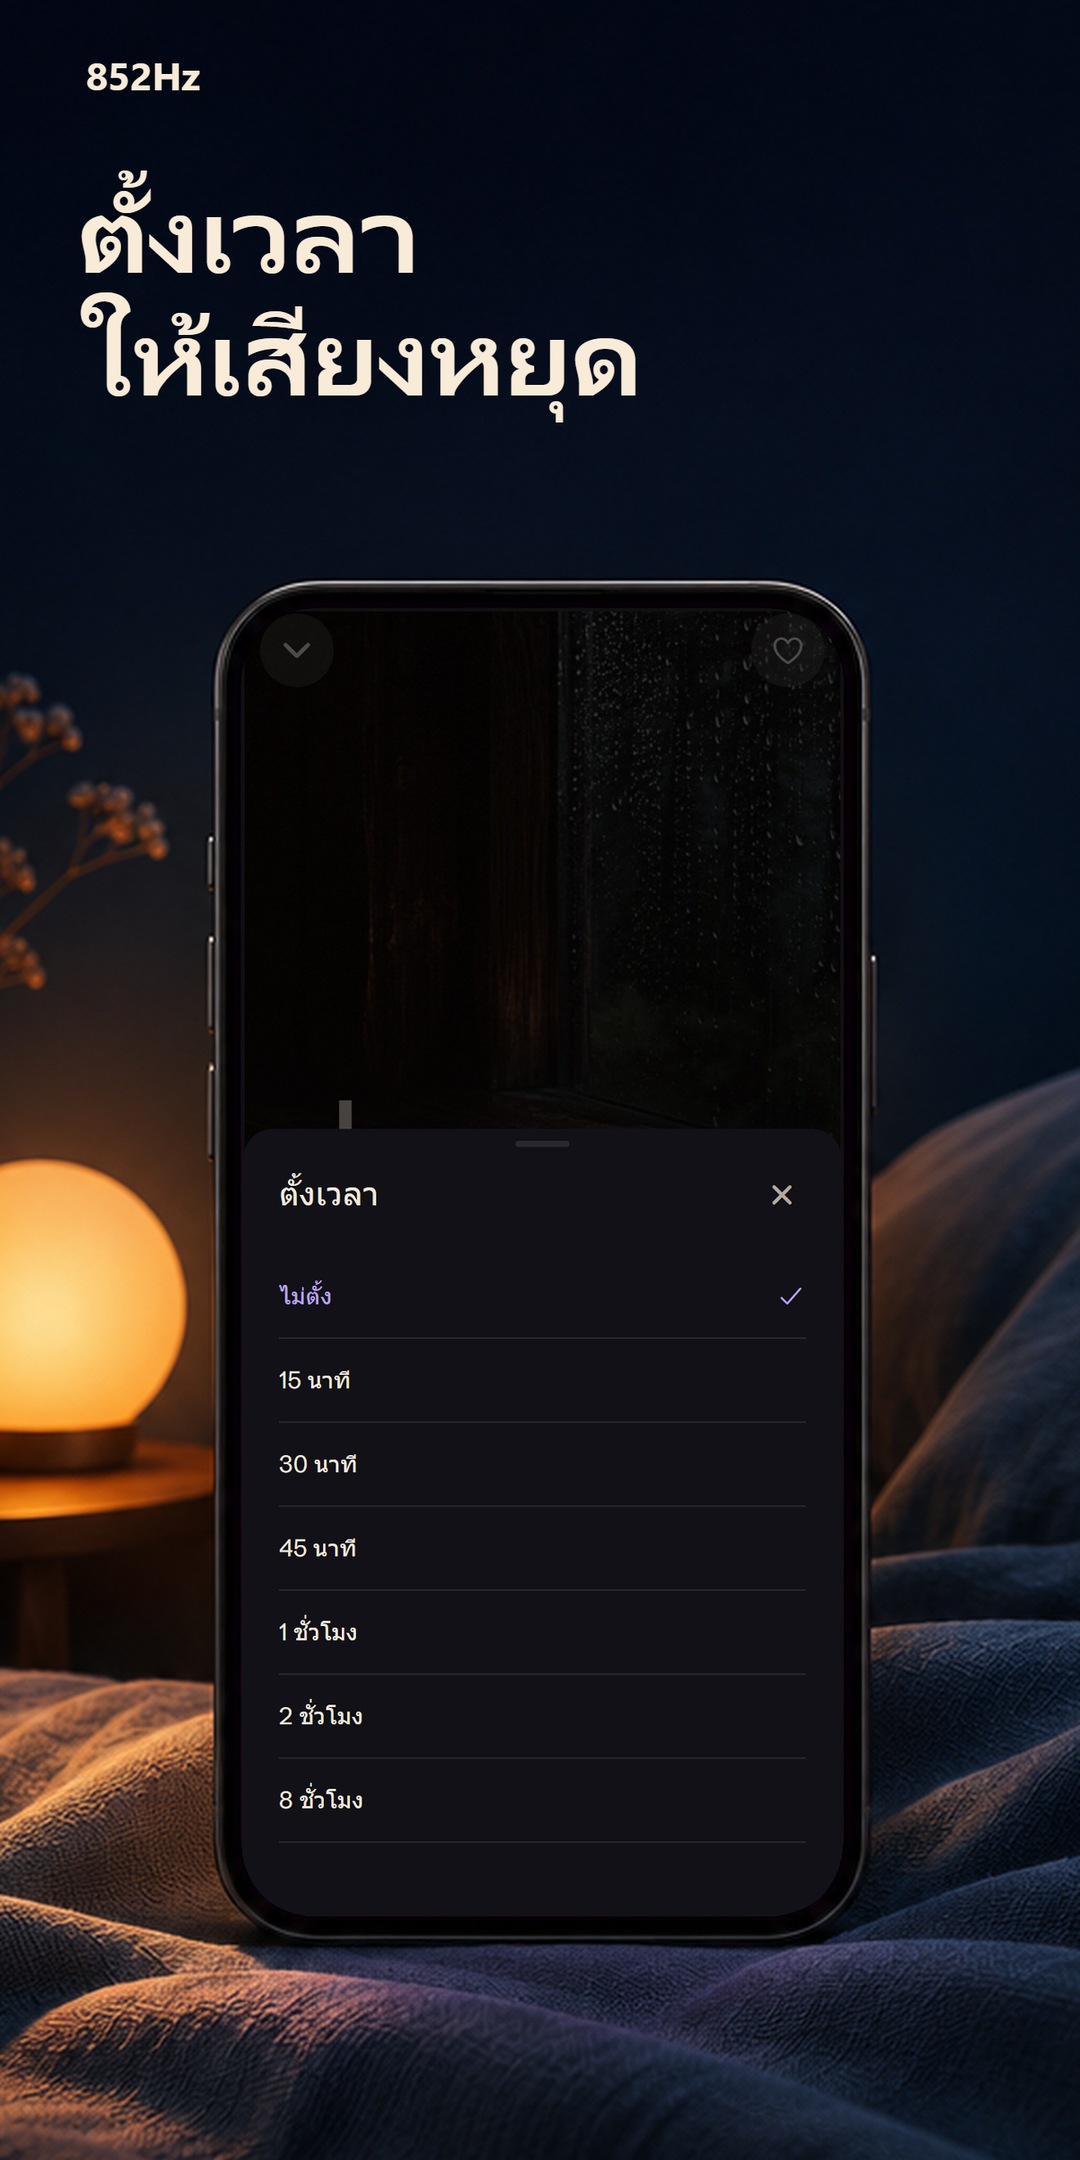 852Hz
ตั้งเวลา
ให้เสียงหยุด
ตั้งเวลา
ไม่ตั้ง
15 นาที
30 นาที
45 นาที
1 ชั่วโมง
2 ชั่วโมง
8 ชั่วโมง